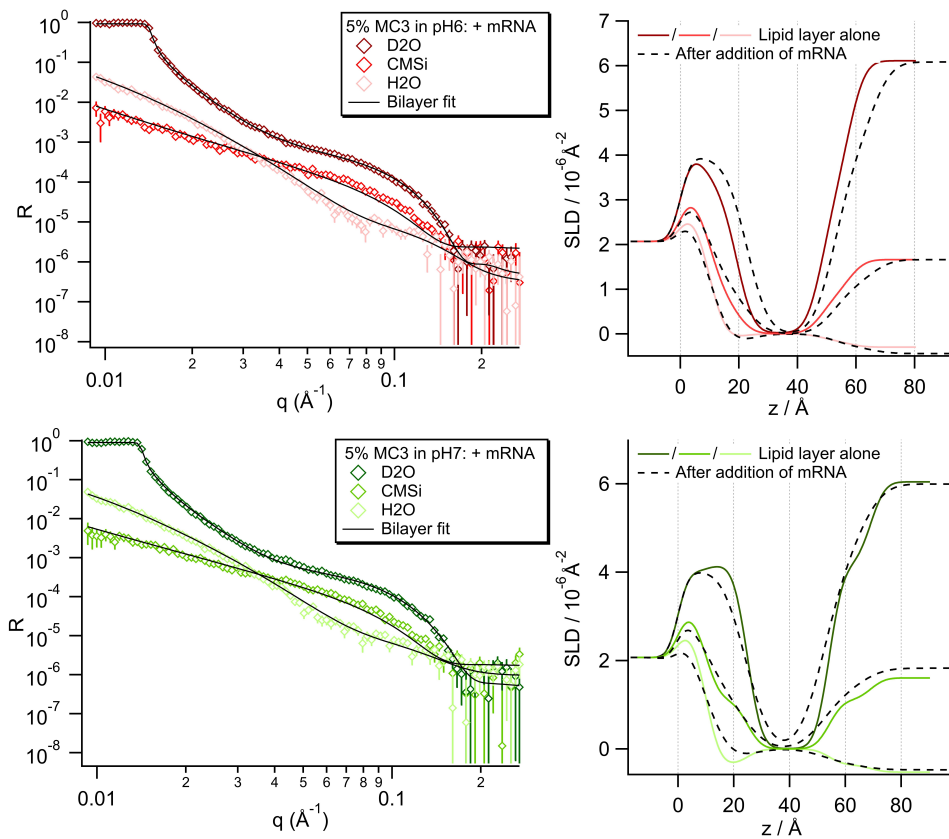 5% MC3 in pH6: + mRNA
D2O
CMSi
H2O
Bilayer fit
R
10^0
10^-1
10^-2
10^-3
10^-4
10^-5
10^-6
10^-7
10^-8
0.01
2
3
4
5
6
7
8
9
0.1
2
q (Å^-1)
/ / Lipid layer alone
After addition of mRNA
SLD / 10^-6 Å^-2
6
4
2
0
0
20
40
60
80
z / Å
5% MC3 in pH7: + mRNA
D2O
CMSi
H2O
Bilayer fit
R
10^0
10^-1
10^-2
10^-3
10^-4
10^-5
10^-6
10^-7
10^-8
0.01
2
3
4
5
6
7
8
9
0.1
2
q (Å^-1)
/ / Lipid layer alone
After addition of mRNA
SLD / 10^-6 Å^-2
6
4
2
0
0
20
40
60
80
z / Å